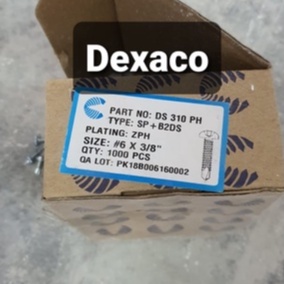 Dexaco
PART NO: DS 310 PH
TYPE: SP+B2DS
PLATING: ZPH
SIZE: #6 X 3/8"
QTY: 1000 PCS
QA LOT: PK18B006160002